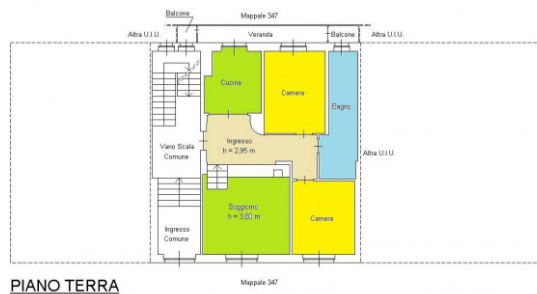 Balcone
Mappale 347
Altra U.I.U.
Veranda
Balcone
Altra U.I.U.
Cucina
Camera
Bagno
Ingresso
h = 2,95 m
Vano Scala
Comune
Altra U.I.U.
Soggiorno
h = 3,60 m
Camera
Ingresso
Comune
PIANO TERRA
Mappale 347